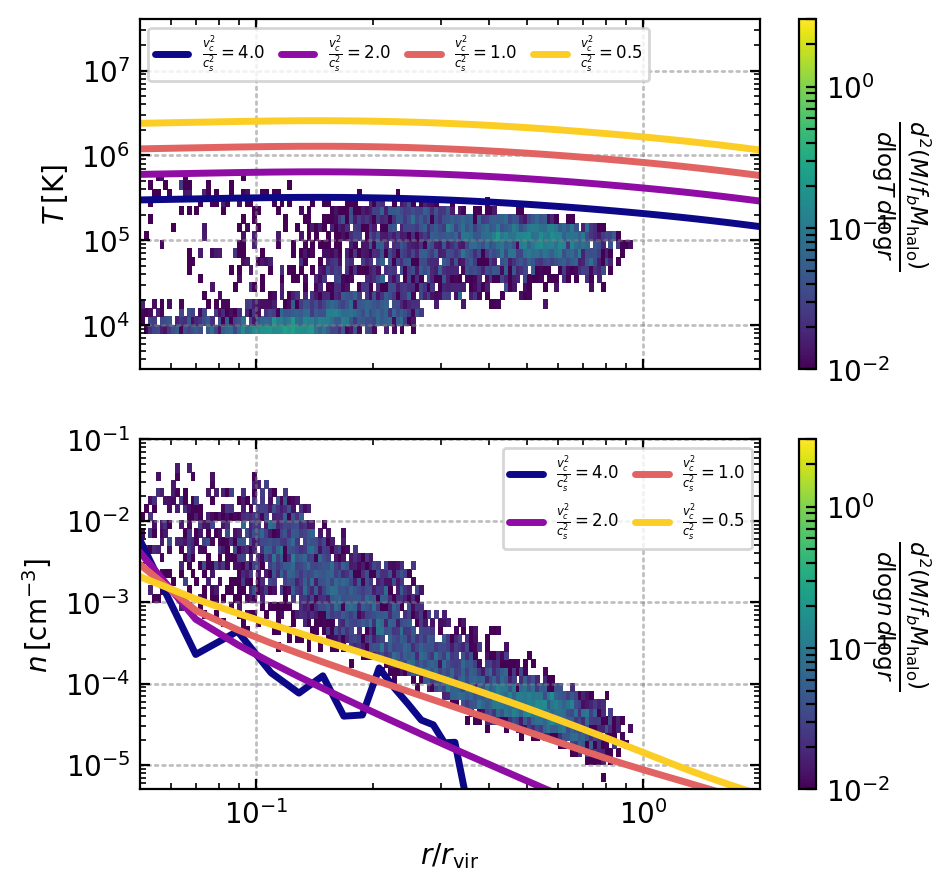 v_c^2/c_s^2 = 4.0 v_c^2/c_s^2 = 2.0 v_c^2/c_s^2 = 1.0 v_c^2/c_s^2 = 0.5
10^7
10^6
10^5
10^4
T [K]
10^0
10^-1
10^-2
d^2(M/f_b M_halo)
dlogT dlogr
v_c^2/c_s^2 = 4.0 v_c^2/c_s^2 = 1.0
v_c^2/c_s^2 = 2.0 v_c^2/c_s^2 = 0.5
10^-1
10^-2
10^-3
10^-4
10^-5
n [cm^-3]
10^-1 10^0
r/r_vir
10^0
10^-1
10^-2
d^2(M/f_b M_halo)
dlogn dlogr